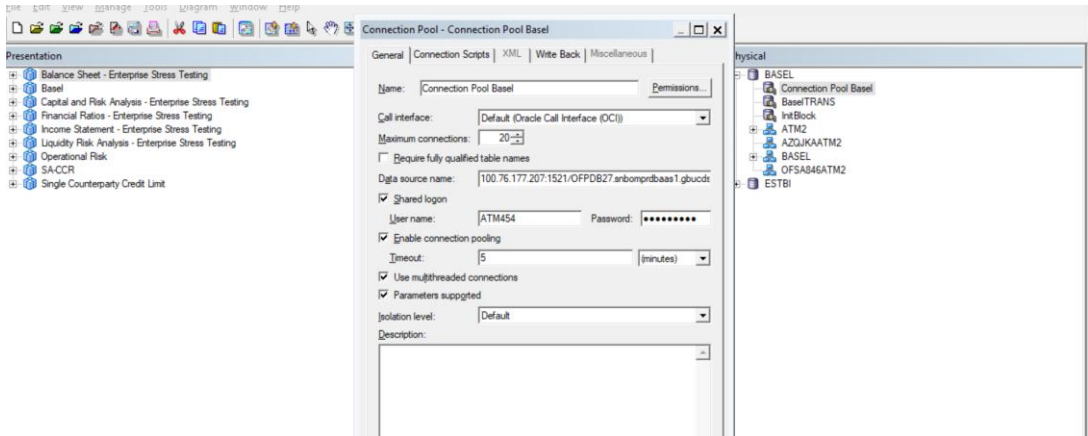 File Edit View Manage Tools Diagram Window Help
Connection Pool - Connection Pool Basel
Presentation
Balance Sheet - Enterprise Stress Testing
Basel
Capital and Risk Analysis - Enterprise Stress Testing
Financial Ratios - Enterprise Stress Testing
Income Statement - Enterprise Stress Testing
Liquidity Risk Analysis - Enterprise Stress Testing
Operational Risk
SA-CCR
Single Counterparty Credit Limit
General Connection Scripts XML Write Back Miscellaneous
Name: Connection Pool Basel Permissions...
Call interface: Default (Oracle Call Interface (OCI))
Maximum connections: 20
Require fully qualified table names
Data source name: 100.76.177.207:1521/OFPDB27.snbomprdbaas1.gbucds
Shared logon
User name: ATM454 Password: •••••••••
Enable connection pooling
Timeout: 5 (minutes)
Use multithreaded connections
Parameters supported
Isolation level: Default
Description:
hysical
BASEL
Connection Pool Basel
BaselTRANS
IntBlock
ATM2
AZQJKAATM2
BASEL
OFSA846ATM2
ESTBI